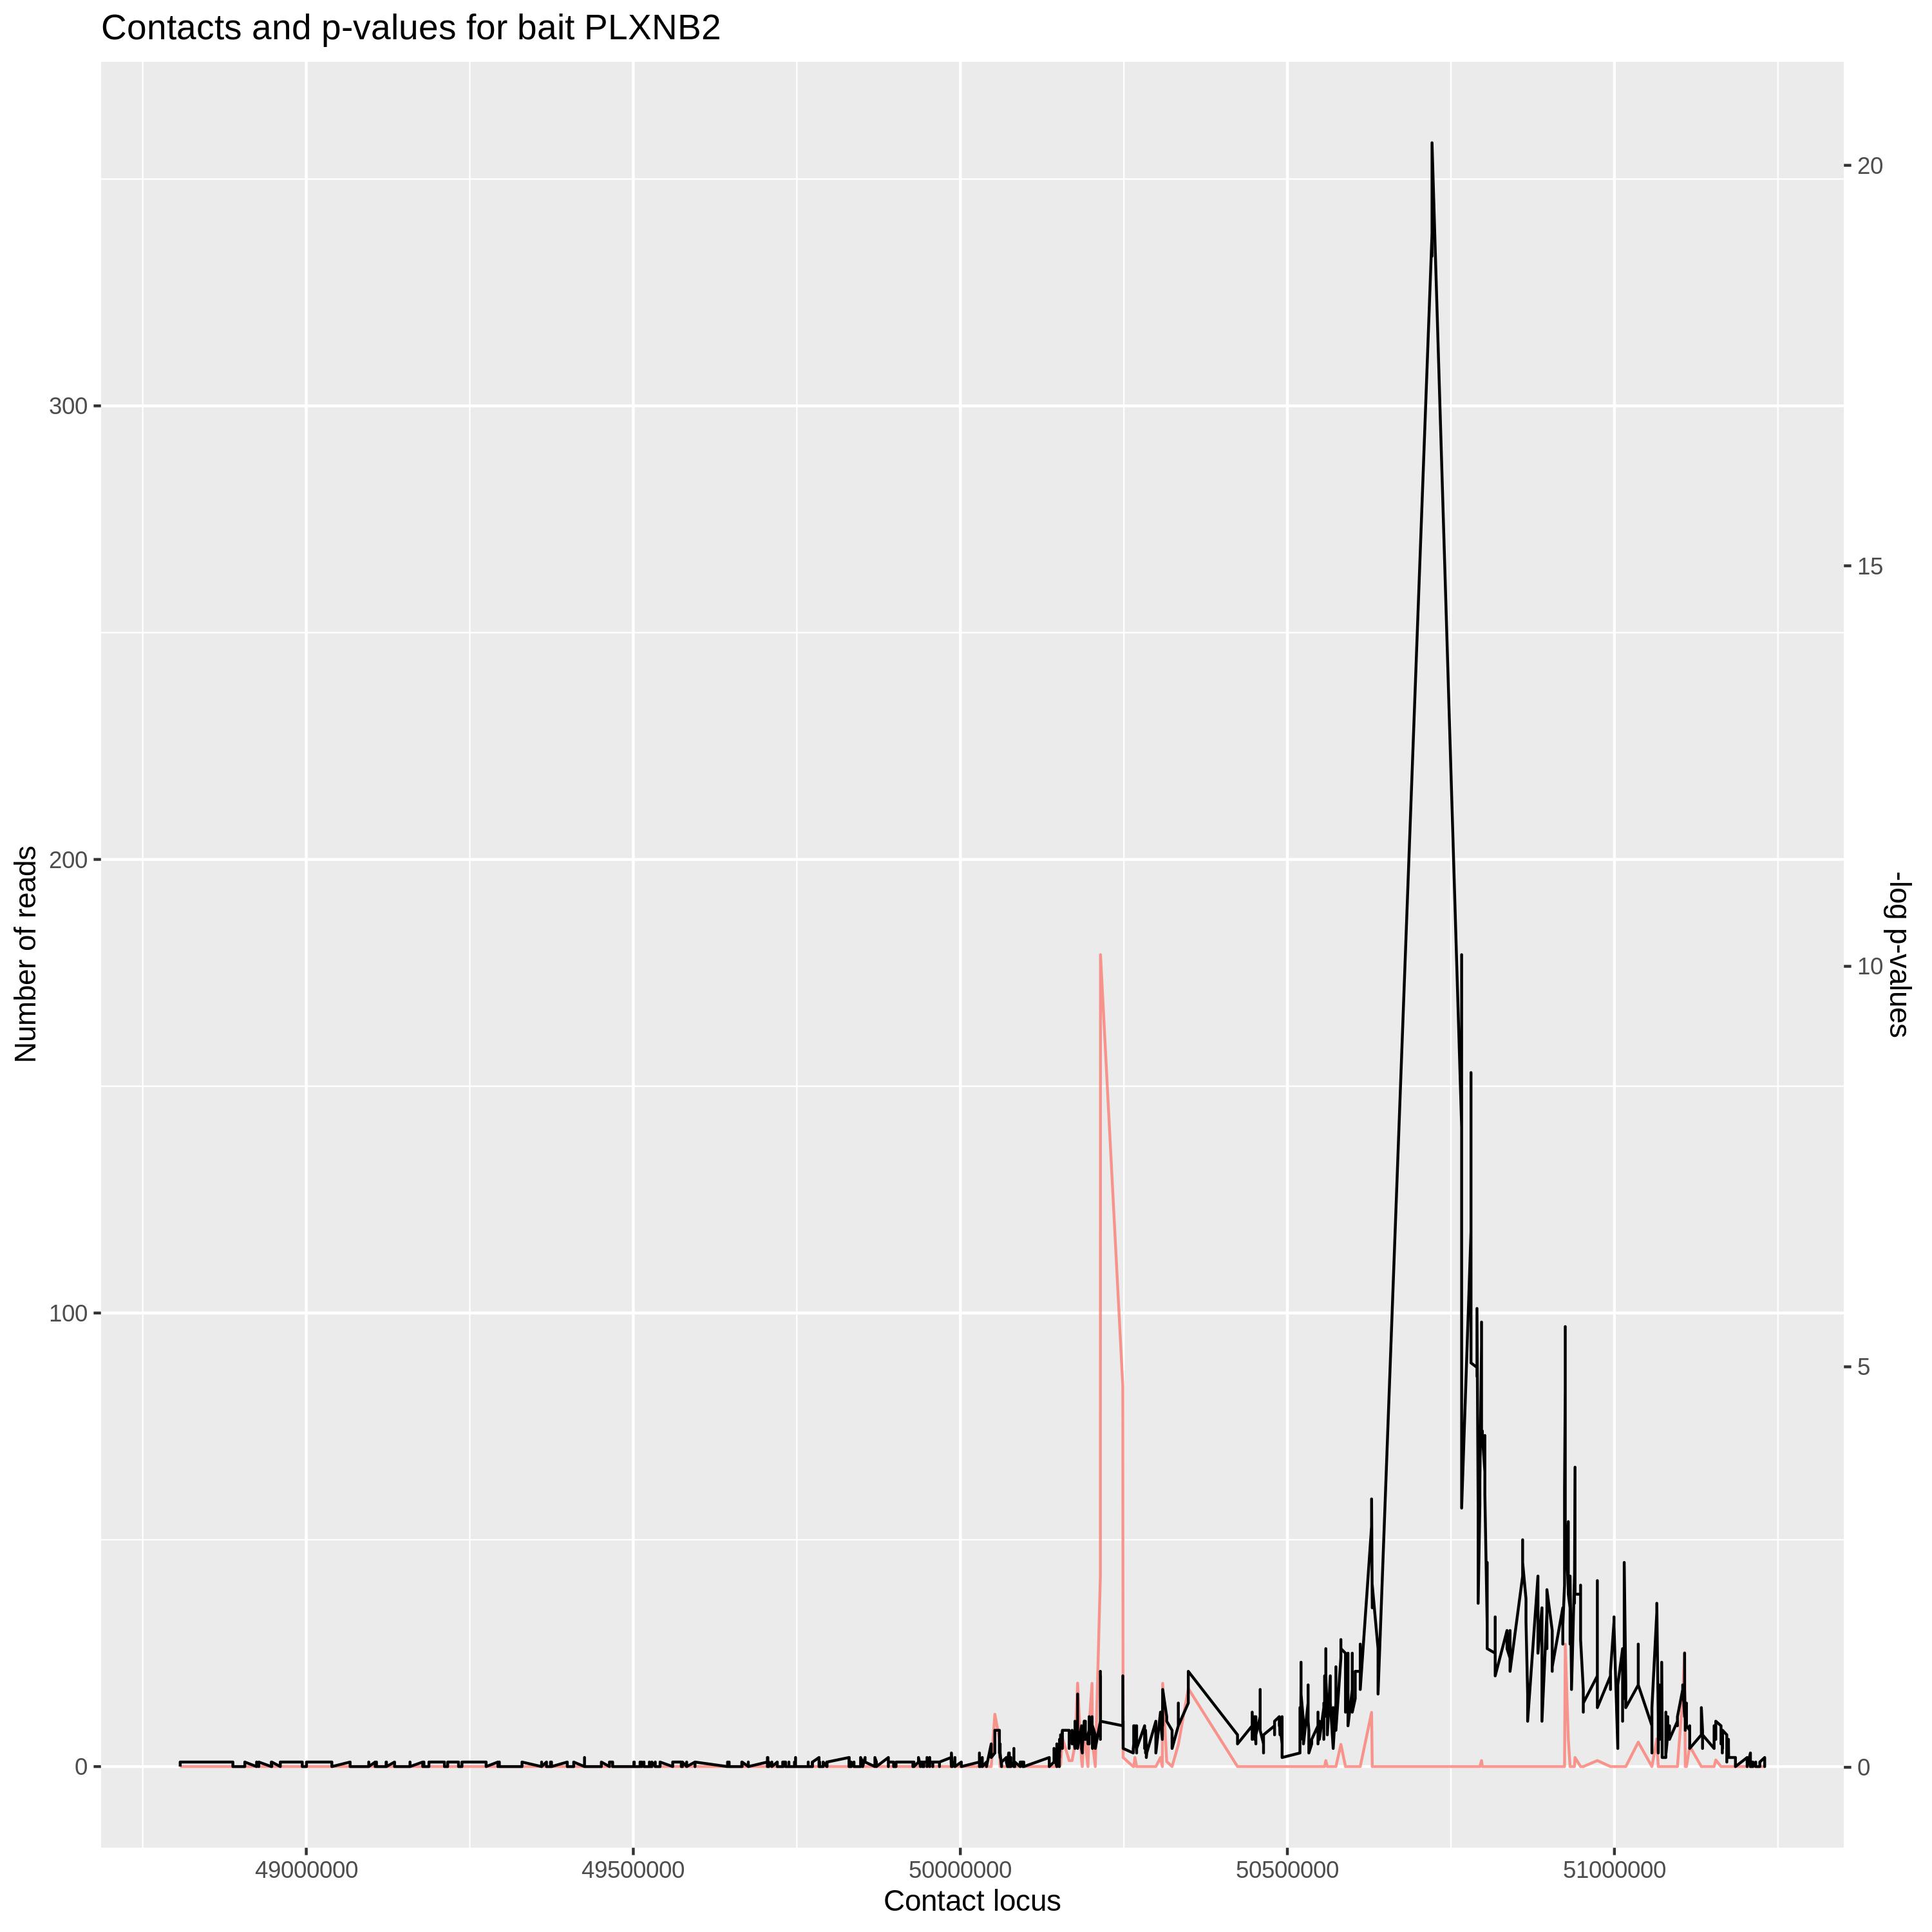 Contacts and p-values for bait PLXNB2
Number of reads
300
200
100
0
20
15
10
5
0
-log p-values
49000000 49500000 50000000 50500000 51000000
Contact locus